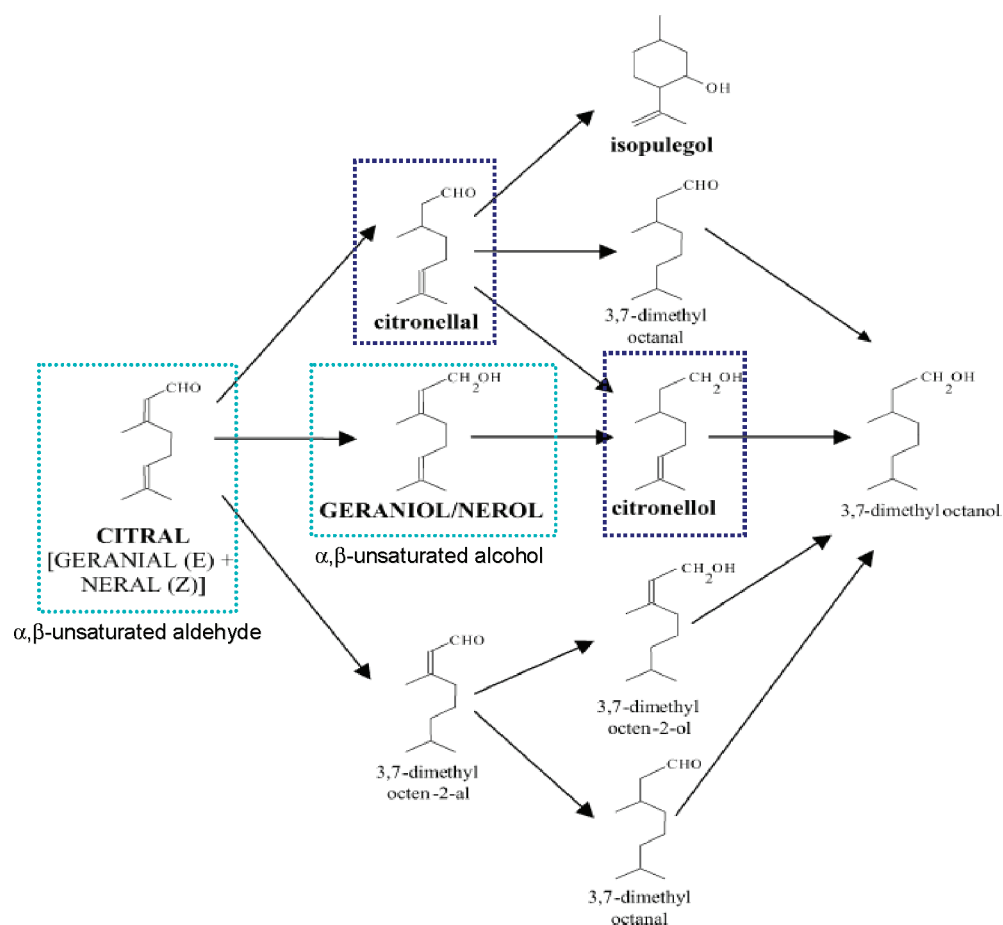 OH
isopulegol
CHO
citronellal
CHO
3,7-dimethyl
octanal
CHO
CITRAL
[GERANIAL (E) +
NERAL (Z)]
α,β-unsaturated aldehyde
CH2OH
GERANIOL/NEROL
α,β-unsaturated alcohol
CH2OH
citronellol
CH2OH
3,7-dimethyl octanol
CHO
3,7-dimethyl
octen-2-al
CH2OH
3,7-dimethyl
octen-2-ol
CHO
3,7-dimethyl
octanal